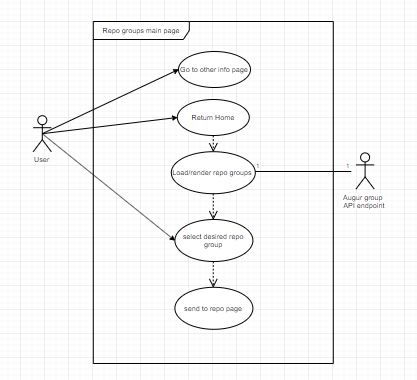 Repo groups main page
Go to other info page
Return Home
Load/render repo groups
1
1
User
Augur group
API endpoint
select desired repo
group
send to repo page